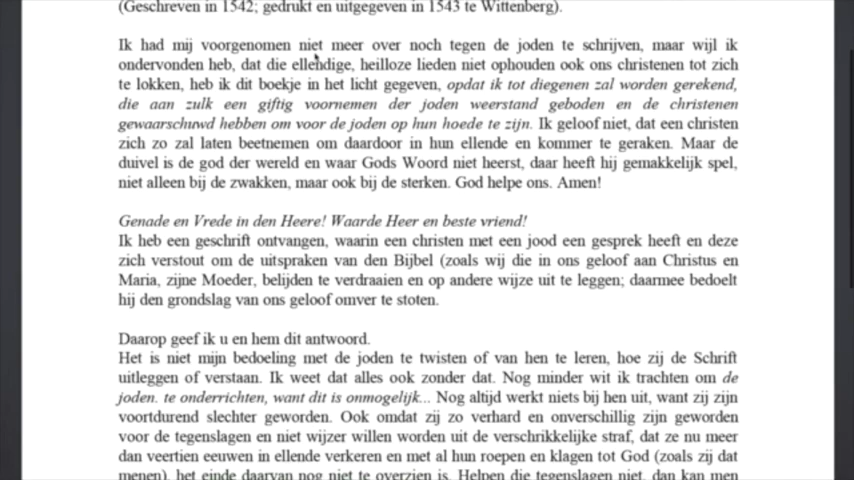 (Geschreven in 1542; gedrukt en uitgegeven in 1543 te Wittenberg).
Ik had mij voorgenomen niet meer over noch tegen de joden te schrijven, maar wijl ik
ondervonden heb, dat die ellendige, heilloze lieden niet ophouden ook ons christenen tot zich
te lokken, heb ik dit boekje in het licht gegeven, opdat ik tot diegenen zal worden gerekend,
die aan zulk een giftig voornemen der joden weerstand geboden en de christenen
gewaarschuwd hebben om voor de joden op hun hoede te zijn. Ik geloof niet, dat een christen
zich zo zal laten beetnemen om daardoor in hun ellende en kommer te geraken. Maar de
duivel is de god der wereld en waar Gods Woord niet heerst, daar heeft hij gemakkelijk spel,
niet alleen bij de zwakken, maar ook bij de sterken. God helpe ons. Amen!
Genade en Vrede in den Heere! Waarde Heer en beste vriend!
Ik heb een geschrift ontvangen, waarin een christen met een jood een gesprek heeft en deze
zich verstout om de uitspraken van den Bijbel (zoals wij die in ons geloof aan Christus en
Maria, zijne Moeder, belijden te verdraaien en op andere wijze uit te leggen; daarmee bedoelt
hij den grondslag van ons geloof omver te stoten.
Daarop geef ik u en hem dit antwoord.
Het is niet mijn bedoeling met de joden te twisten of van hen te leren, hoe zij de Schrift
uitleggen of verstaan. Ik weet dat alles ook zonder dat. Nog minder wit ik trachten om de
joden. te onderrichten, want dit is onmogelijk... Nog altijd werkt niets bij hen uit, want zij zijn
voortdurend slechter geworden. Ook omdat zij zo verhard en onverschillig zijn geworden
voor de tegenslagen en niet wijzer willen worden uit de verschrikkelijke straf, dat ze nu meer
dan veertien eeuwen in ellende verkeren en met al hun roepen en klagen tot God (zoals zij dat
menen), het einde daarvan nog niet te overzien is. Helpen die tegenslagen niet, dan kan men